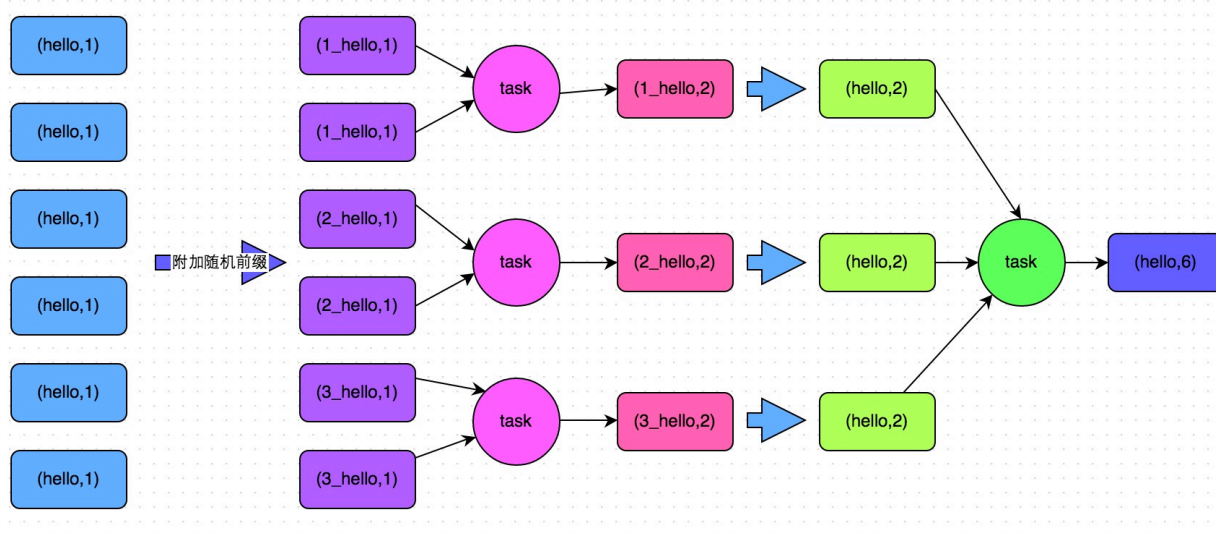 (hello,1)
(hello,1)
(hello,1)
(hello,1)
(hello,1)
(hello,1)
附加随机前缀
(1_hello,1)
(1_hello,1)
(2_hello,1)
(2_hello,1)
(3_hello,1)
(3_hello,1)
task
task
task
(1_hello,2)
(2_hello,2)
(3_hello,2)
(hello,2)
(hello,2)
(hello,2)
task
(hello,6)